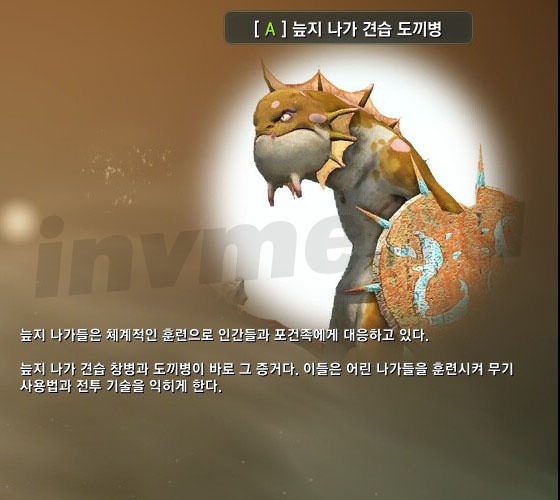 [ A ] 늪지 나가 견습 도끼병
늪지 나가들은 체계적인 훈련으로 인간들과 포건족에게 대응하고 있다.
늪지 나가 견습 창병과 도끼병이 바로 그 증거다. 이들은 어린 나가들을 훈련시켜 무기
사용법과 전투 기술을 익히게 한다.